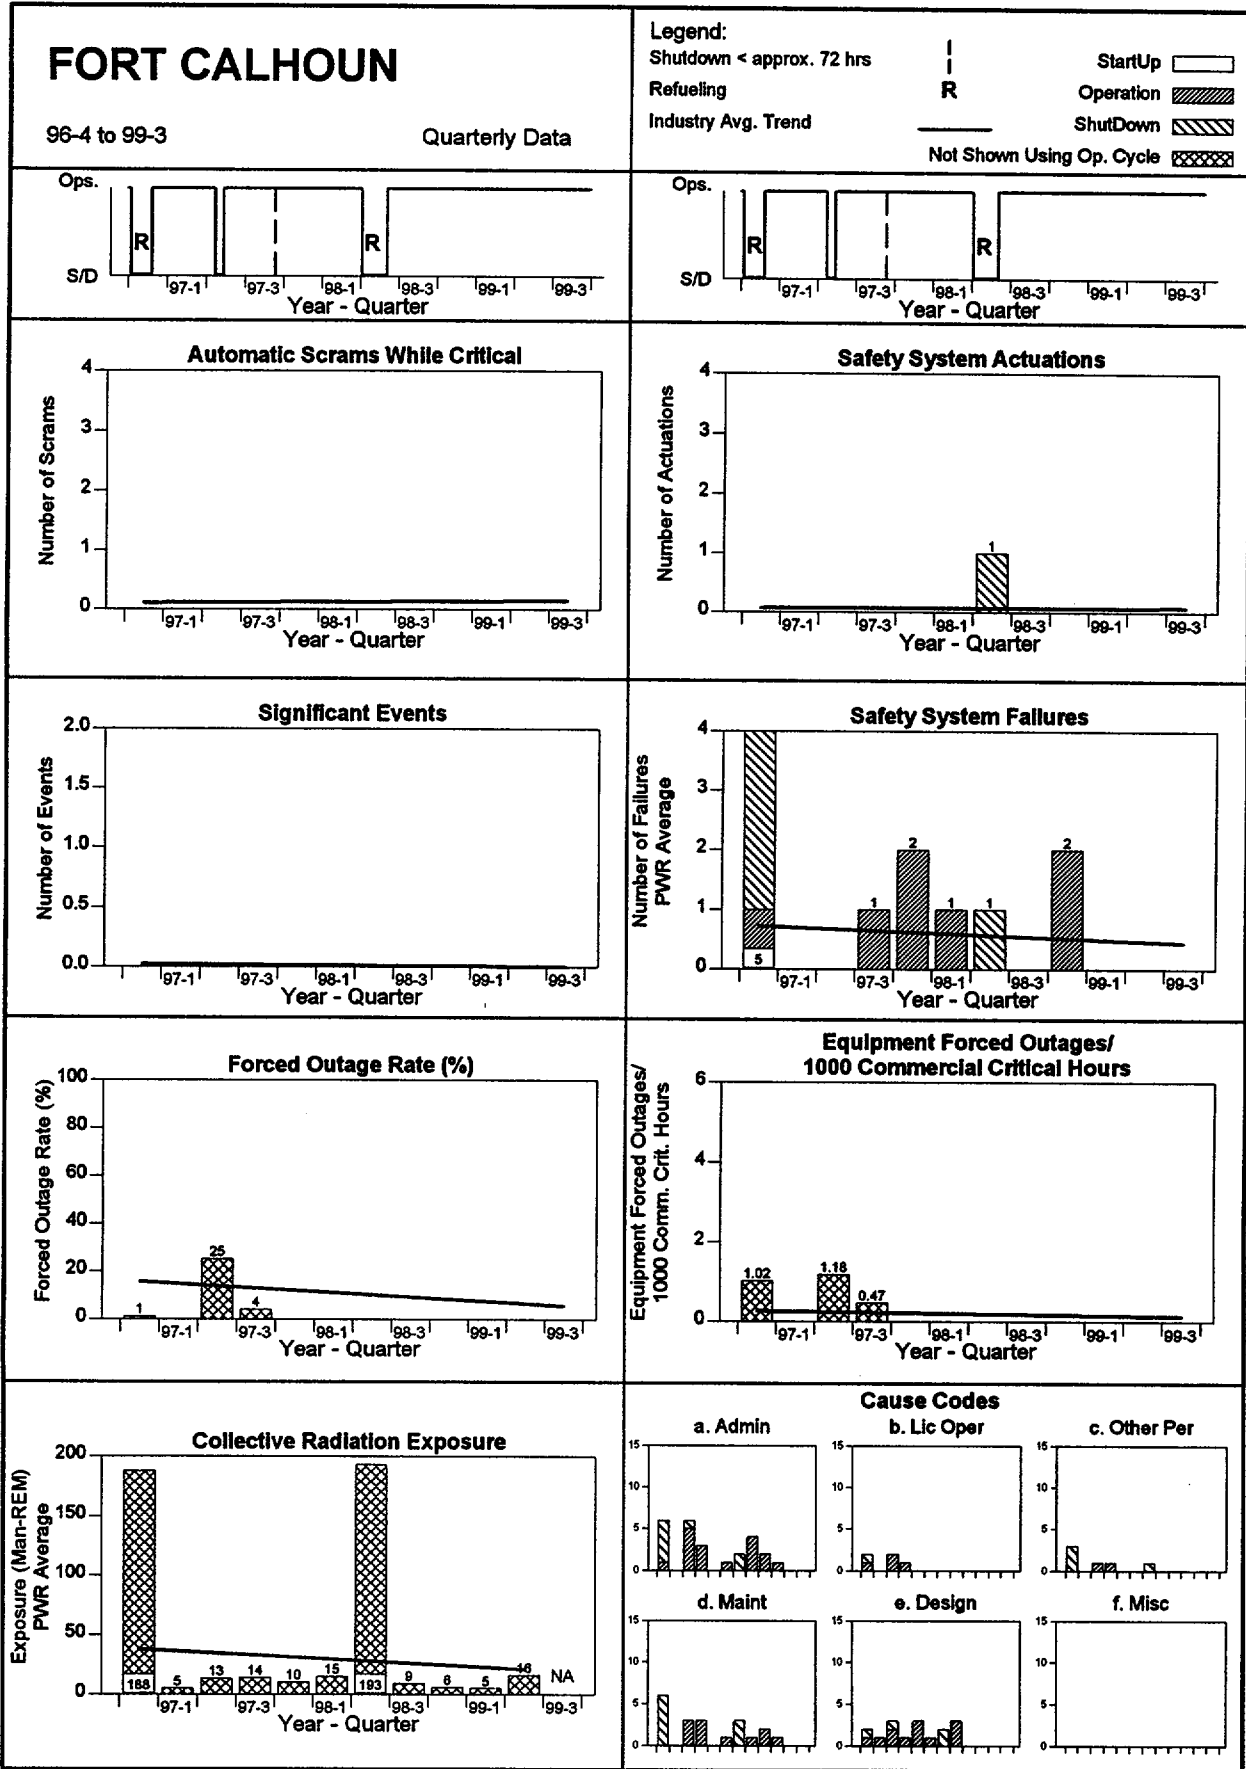 FORT CALHOUN
96-4 to 99-3
Quarterly Data
Legend:
Shutdown < approx. 72 hrs
Refueling
R
Industry Avg. Trend
StartUp
Operation
ShutDown
Not Shown Using Op. Cycle
Ops.
R
R
S/D
97-1 97-3 98-1 98-3 99-1 99-3
Year - Quarter
Ops.
R
R
S/D
97-1 97-3 98-1 98-3 99-1 99-3
Year - Quarter
Automatic Scrams While Critical
Number of Scrams
4
3
2
1
0
97-1 97-3 98-1 98-3 99-1 99-3
Year - Quarter
Safety System Actuations
Number of Actuations
4
3
2
1
0
1
97-1 97-3 98-1 98-3 99-1 99-3
Year - Quarter
Significant Events
Number of Events
2.0
1.5
1.0
0.5
0.0
97-1 97-3 98-1 98-3 99-1 99-3
Year - Quarter
Safety System Failures
Number of Failures
PWR Average
4
3
2
1
0
5 1 2 1 1 2
97-1 97-3 98-1 98-3 99-1 99-3
Year - Quarter
Forced Outage Rate (%)
Forced Outage Rate (%)
100
80
60
40
20
0
1 25 4
97-1 97-3 98-1 98-3 99-1 99-3
Year - Quarter
Equipment Forced Outages/
1000 Commercial Critical Hours
Equipment Forced Outages/
1000 Comm. Crit. Hours
6
4
2
0
1.02 1.18 0.47
97-1 97-3 98-1 98-3 99-1 99-3
Year - Quarter
Collective Radiation Exposure
Exposure (Man-REM)
PWR Average
200
150
100
50
0
188 5 13 14 10 15 193 9 6 5 16 NA
97-1 97-3 98-1 98-3 99-1 99-3
Year - Quarter
Cause Codes
a. Admin
15
10
5
0
b. Lic Oper
15
10
5
0
c. Other Per
15
10
5
0
d. Maint
15
10
5
0
e. Design
15
10
5
0
f. Misc
15
10
5
0